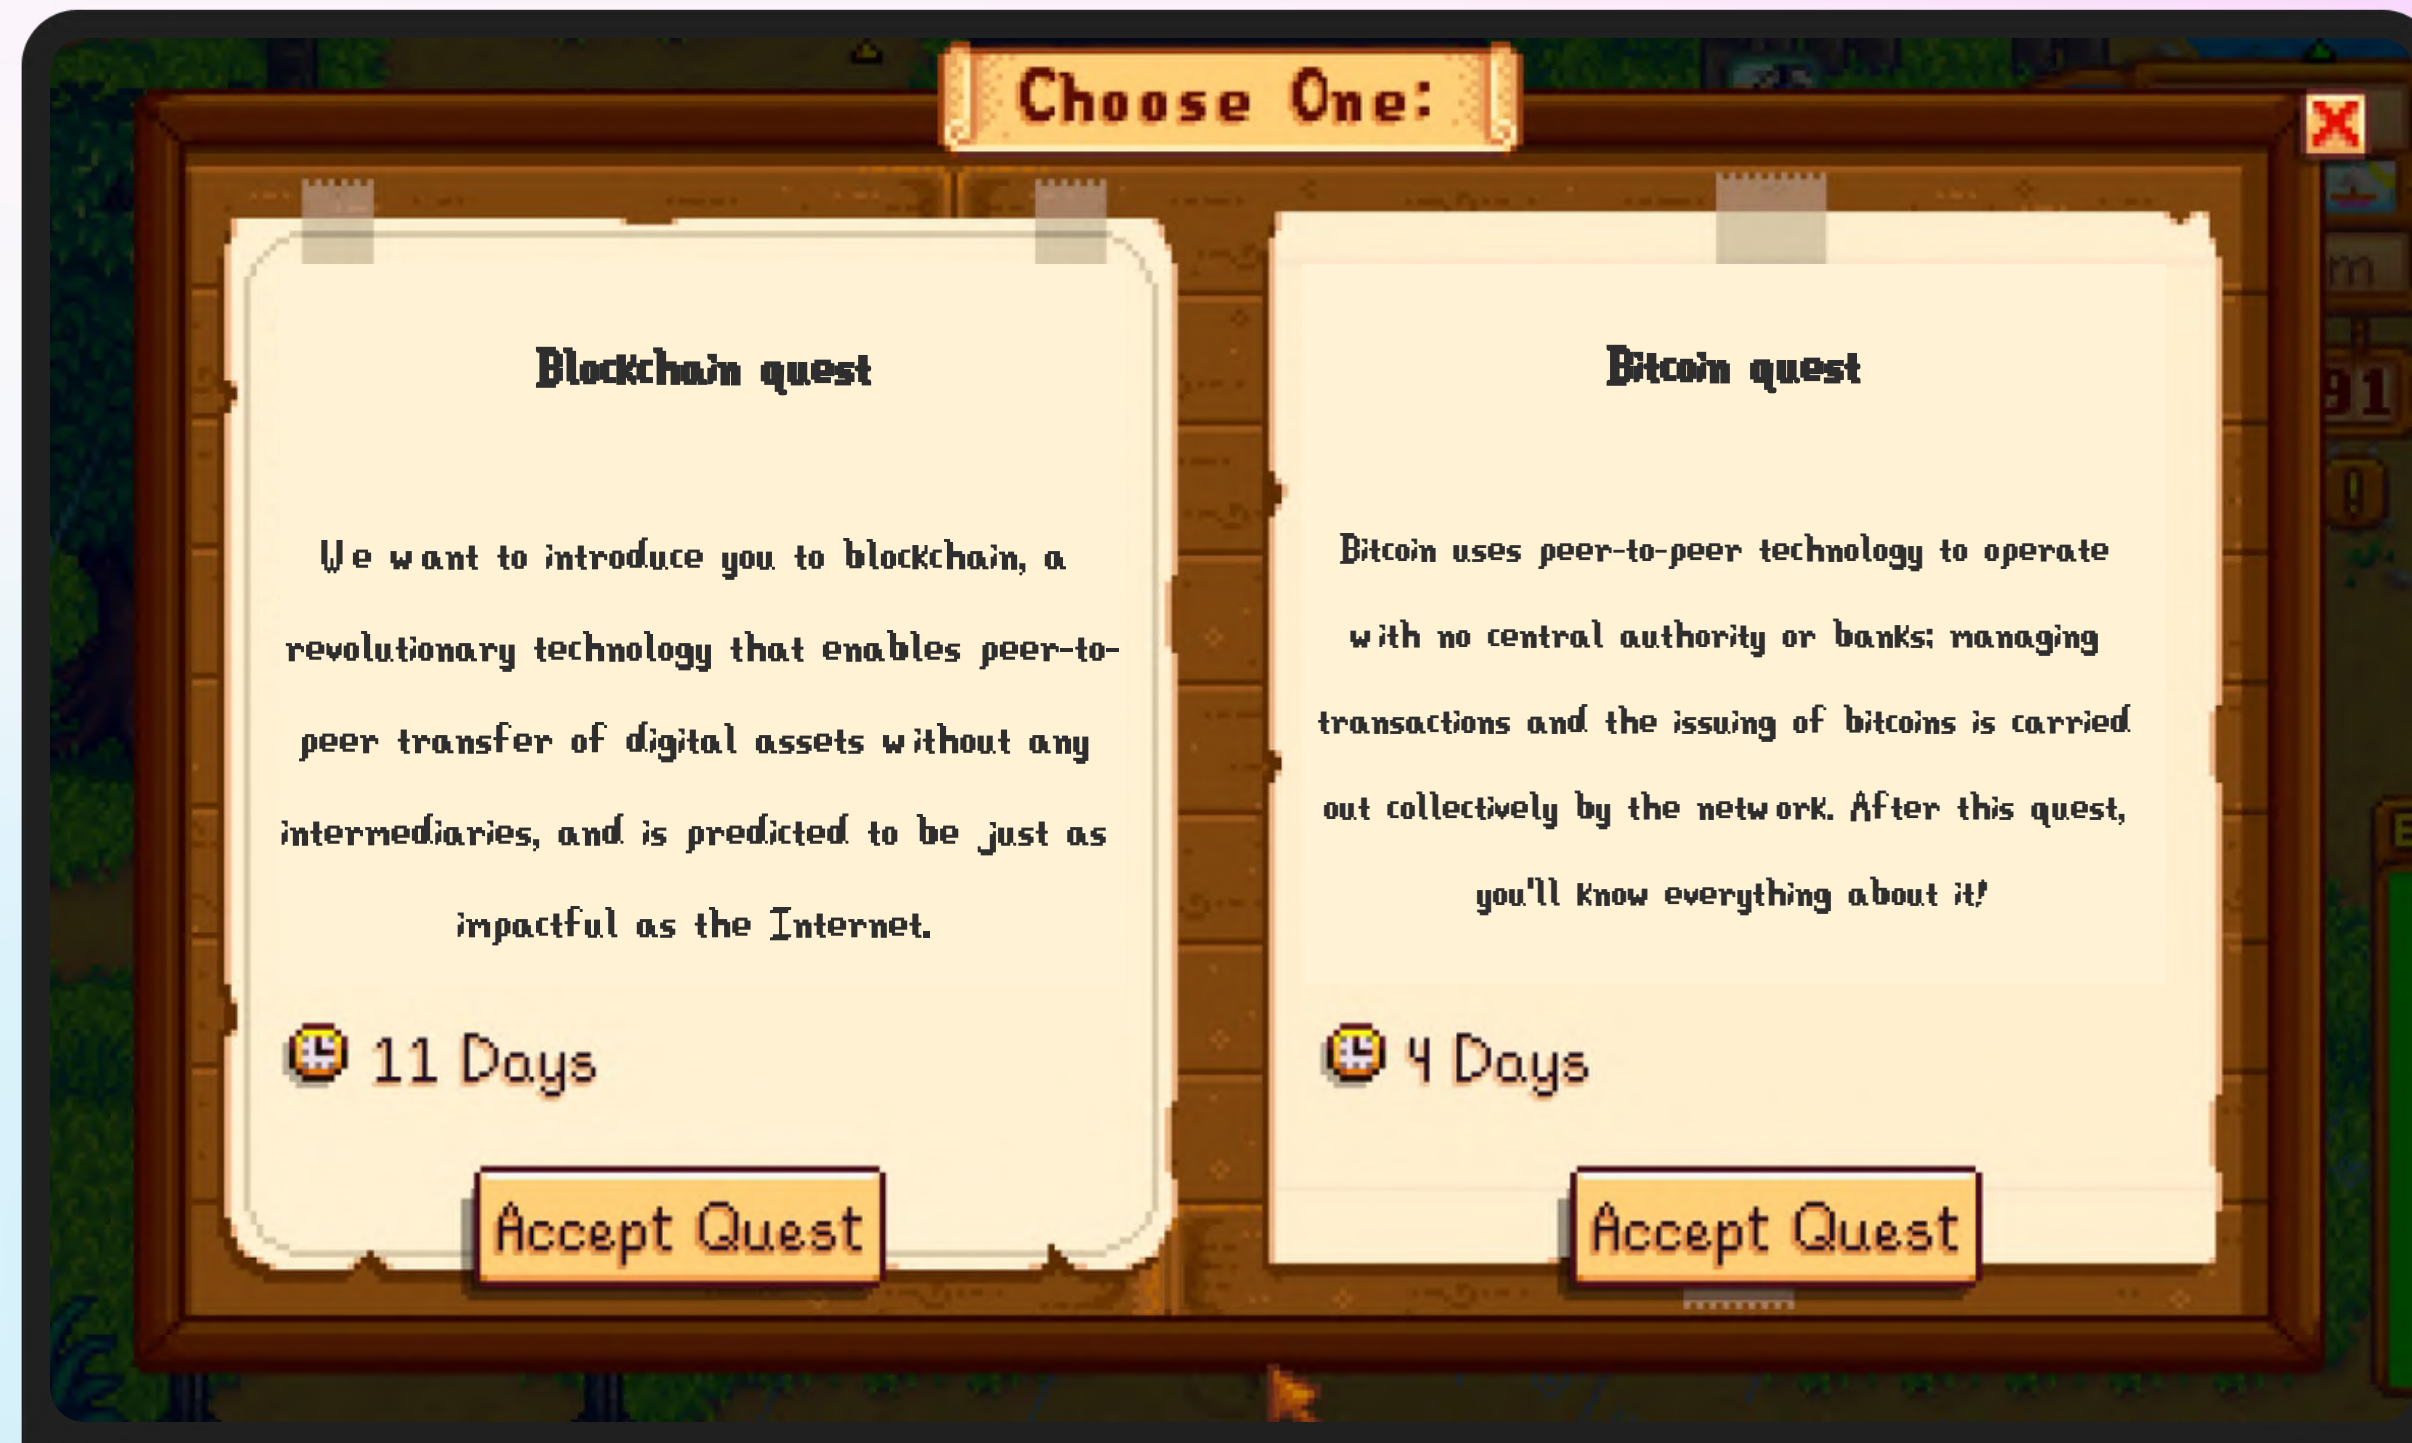 Choose One:
Blockchain quest
We want to introduce you to blockchain, a
revolutionary technology that enables peer-to-
peer transfer of digital assets without any
intermediaries, and is predicted to be just as
impactful as the Internet.
11 Days
Accept Quest
Bitcoin quest
Bitcoin uses peer-to-peer technology to operate
with no central authority or banks; managing
transactions and the issuing of bitcoins is carried
out collectively by the network. After this quest,
you'll know everything about it!
4 Days
Accept Quest
m
91